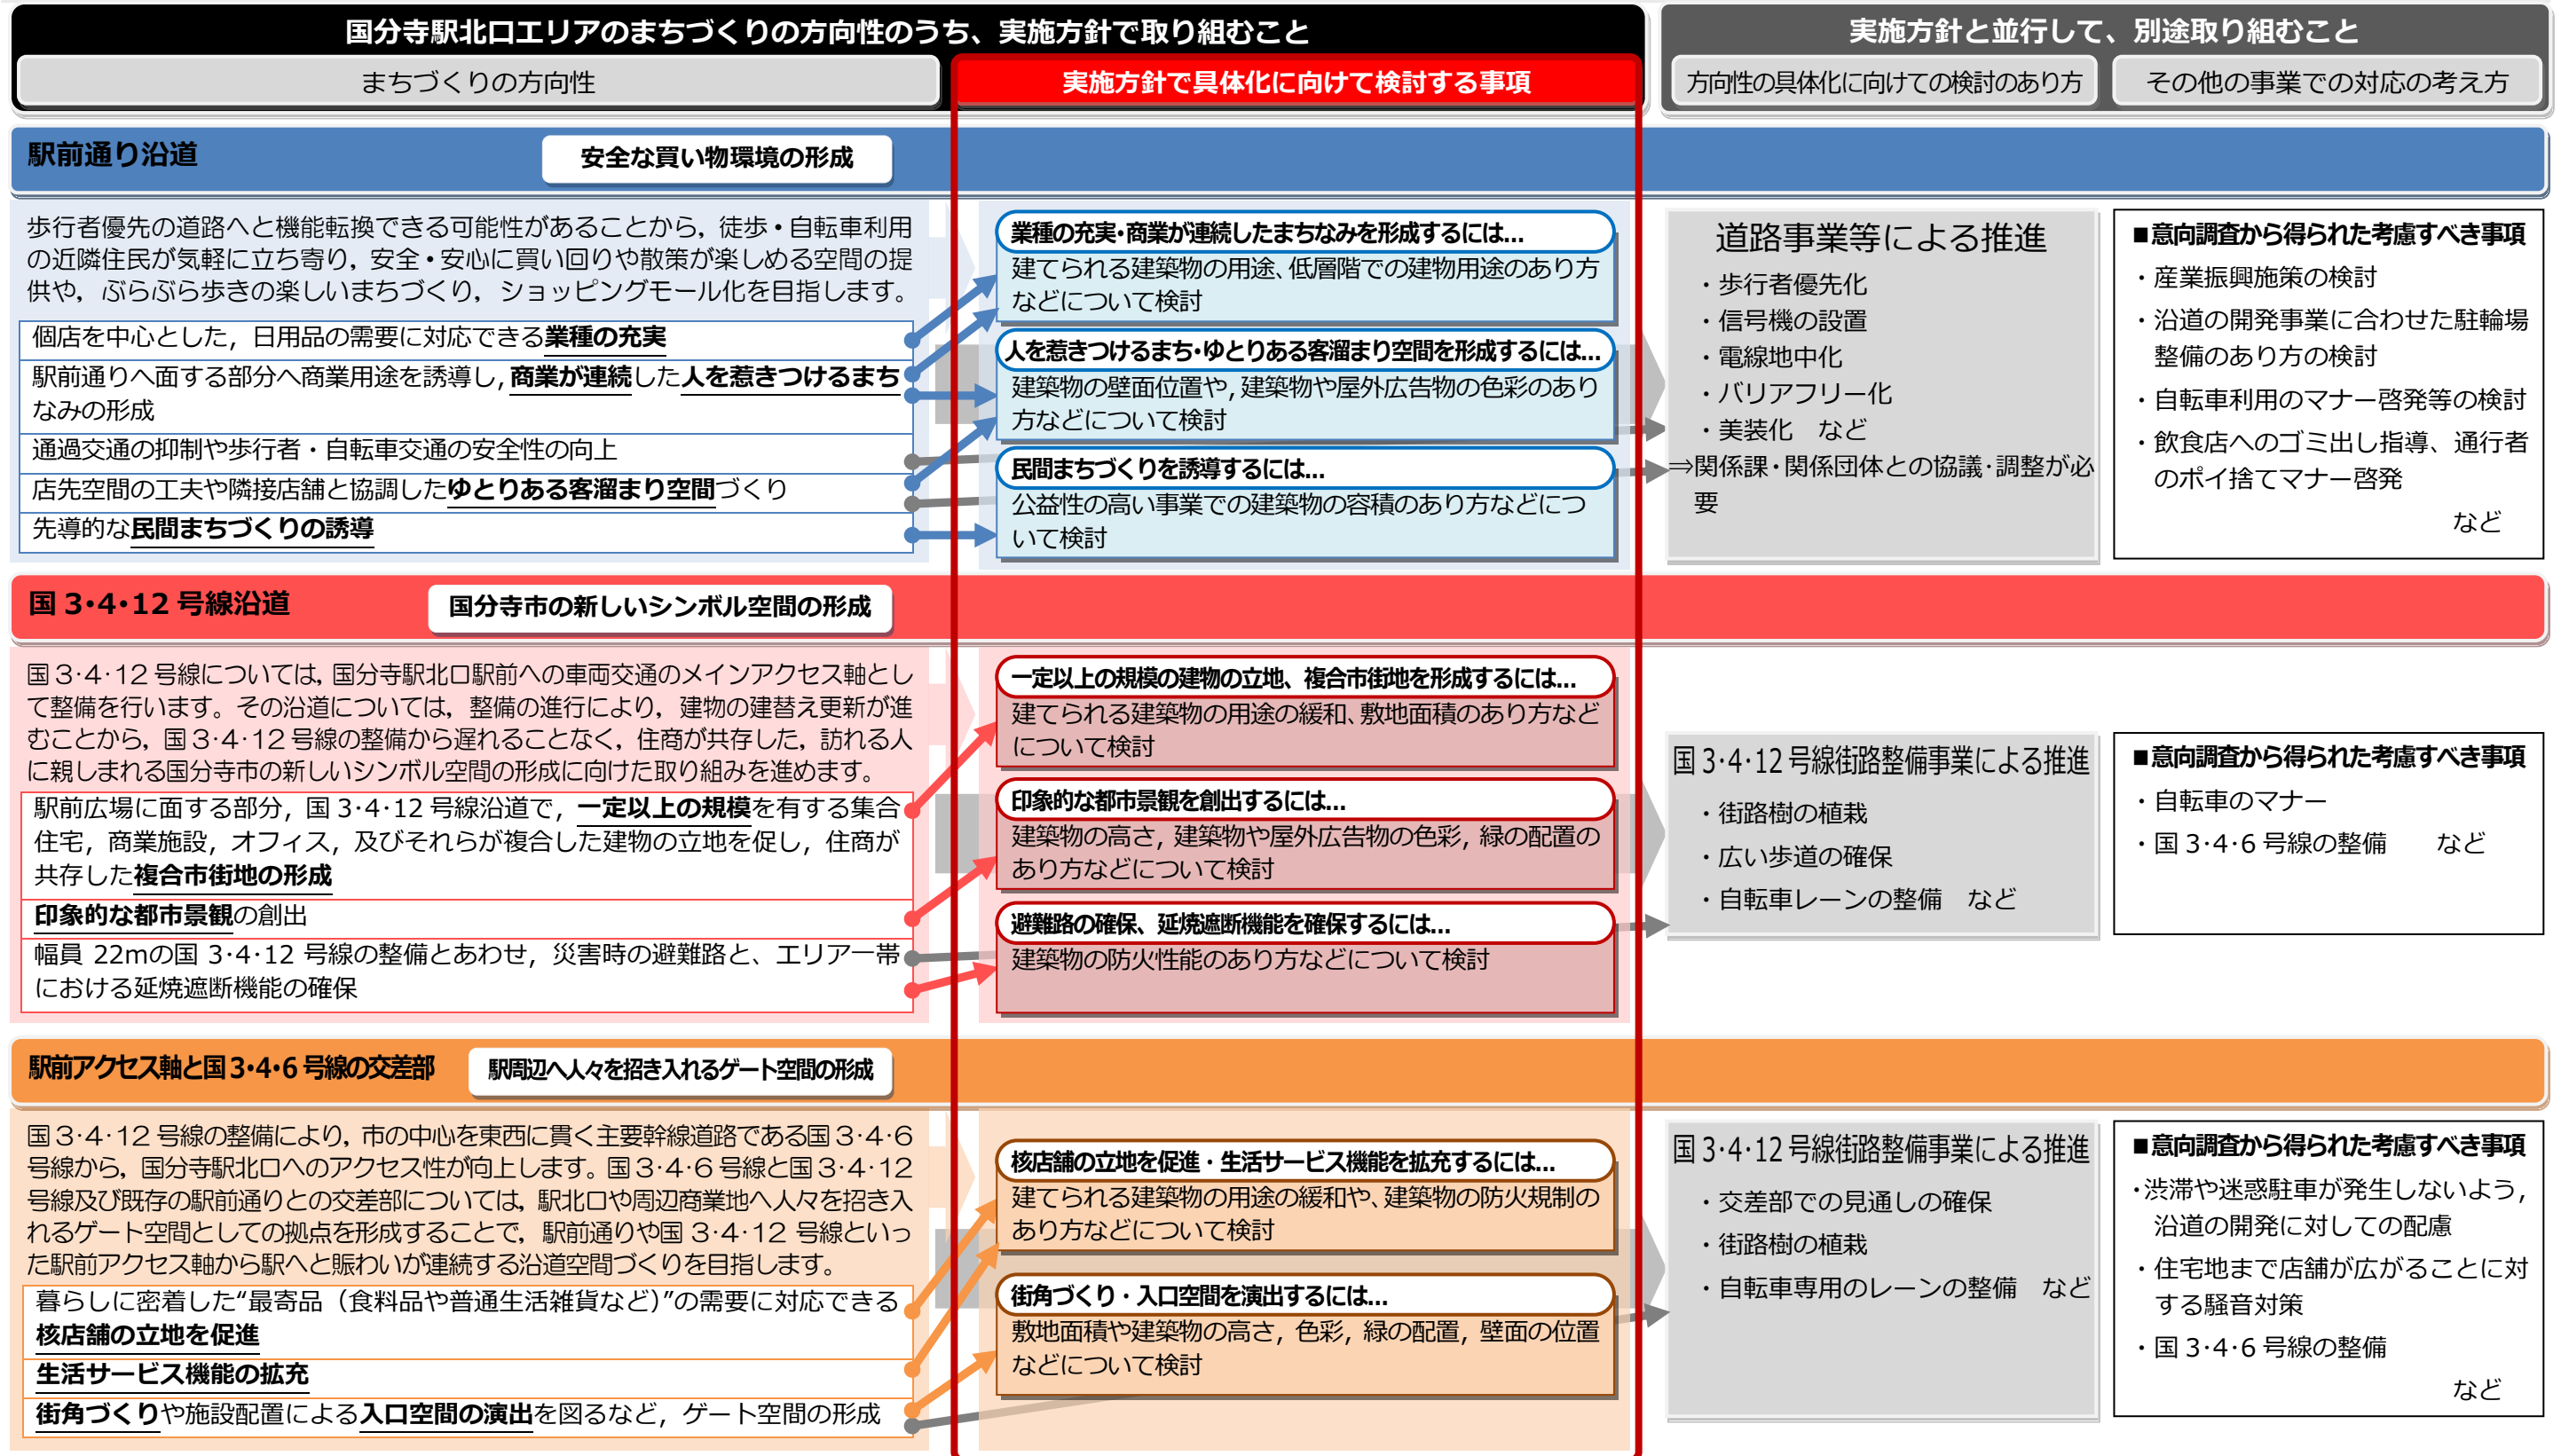 国分寺駅北口エリアのまちづくりの方向性のうち、実施方針で取り組むこと
実施方針と並行して、別途取り組むこと
まちづくりの方向性
実施方針で具体化に向けて検討する事項
方向性の具体化に向けての検討のあり方
その他の事業での対応の考え方
駅前通り沿道
安全な買い物環境の形成
歩行者優先の道路へと機能転換できる可能性があることから，徒歩・自転車利用
の近隣住民が気軽に立ち寄り，安全・安心に買い回りや散策が楽しめる空間の提
供や，ぶらぶら歩きの楽しいまちづくり，ショッピングモール化を目指します。
個店を中心とした，日用品の需要に対応できる業種の充実
駅前通りへ面する部分へ商業用途を誘導し，商業が連続した人を惹きつけるまち
なみの形成
通過交通の抑制や歩行者・自転車交通の安全性の向上
店先空間の工夫や隣接店舗と協調したゆとりある客溜まり空間づくり
先導的な民間まちづくりの誘導
業種の充実・商業が連続したまちなみを形成するには…
建てられる建築物の用途、低層階での建物用途のあり方
などについて検討
人を惹きつけるまち・ゆとりある客溜まり空間を形成するには…
建築物の壁面位置や，建築物や屋外広告物の色彩のあり
方などについて検討
民間まちづくりを誘導するには…
公益性の高い事業での建築物の容積のあり方などにつ
いて検討
道路事業等による推進
・歩行者優先化
・信号機の設置
・電線地中化
・バリアフリー化
・美装化　など
⇒関係課・関係団体との協議・調整が必
要
■意向調査から得られた考慮すべき事項
・産業振興施策の検討
・沿道の開発事業に合わせた駐輪場
整備のあり方の検討
・自転車利用のマナー啓発等の検討
・飲食店へのゴミ出し指導、通行者
のポイ捨てマナー啓発
など
国 3・4・12 号線沿道
国分寺市の新しいシンボル空間の形成
国 3・4・12 号線については，国分寺駅北口駅前への車両交通のメインアクセス軸とし
て整備を行います。その沿道については，整備の進行により，建物の建替え更新が進
むことから，国 3・4・12 号線の整備から遅れることなく，住商が共存した，訪れる人
に親しまれる国分寺市の新しいシンボル空間の形成に向けた取り組みを進めます。
駅前広場に面する部分，国 3・4・12 号線沿道で，一定以上の規模を有する集合
住宅，商業施設，オフィス，及びそれらが複合した建物の立地を促し，住商が
共存した複合市街地の形成
印象的な都市景観の創出
幅員 22mの国 3・4・12 号線の整備とあわせ，災害時の避難路と、エリア一帯
における延焼遮断機能の確保
一定以上の規模の建物の立地、複合市街地を形成するには…
建てられる建築物の用途の緩和、敷地面積のあり方など
について検討
印象的な都市景観を創出するには…
建築物の高さ，建築物や屋外広告物の色彩，緑の配置の
あり方などについて検討
避難路の確保、延焼遮断機能を確保するには…
建築物の防火性能のあり方などについて検討
国 3・4・12 号線街路整備事業による推進
・街路樹の植栽
・広い歩道の確保
・自転車レーンの整備　など
■意向調査から得られた考慮すべき事項
・自転車のマナー
・国 3・4・6 号線の整備　　など
駅前アクセス軸と国 3・4・6 号線の交差部
駅周辺へ人々を招き入れるゲート空間の形成
国 3・4・12 号線の整備により，市の中心を東西に貫く主要幹線道路である国 3・4・6
号線から，国分寺駅北口へのアクセス性が向上します。国 3・4・6 号線と国 3・4・12
号線及び既存の駅前通りとの交差部については，駅北口や周辺商業地へ人々を招き入
れるゲート空間としての拠点を形成することで，駅前通りや国 3・4・12 号線といっ
た駅前アクセス軸から駅へと賑わいが連続する沿道空間づくりを目指します。
暮らしに密着した“最寄品（食料品や普通生活雑貨など）”の需要に対応できる
核店舗の立地を促進
生活サービス機能の拡充
街角づくりや施設配置による入口空間の演出を図るなど，ゲート空間の形成
核店舗の立地を促進・生活サービス機能を拡充するには…
建てられる建築物の用途の緩和や、建築物の防火規制の
あり方などについて検討
街角づくり・入口空間を演出するには…
敷地面積や建築物の高さ，色彩，緑の配置，壁面の位置
などについて検討
国 3・4・12 号線街路整備事業による推進
・交差部での見通しの確保
・街路樹の植栽
・自転車専用のレーンの整備　など
■意向調査から得られた考慮すべき事項
・渋滞や迷惑駐車が発生しないよう，
沿道の開発に対しての配慮
・住宅地まで店舗が広がることに対
する騒音対策
・国 3・4・6 号線の整備
など